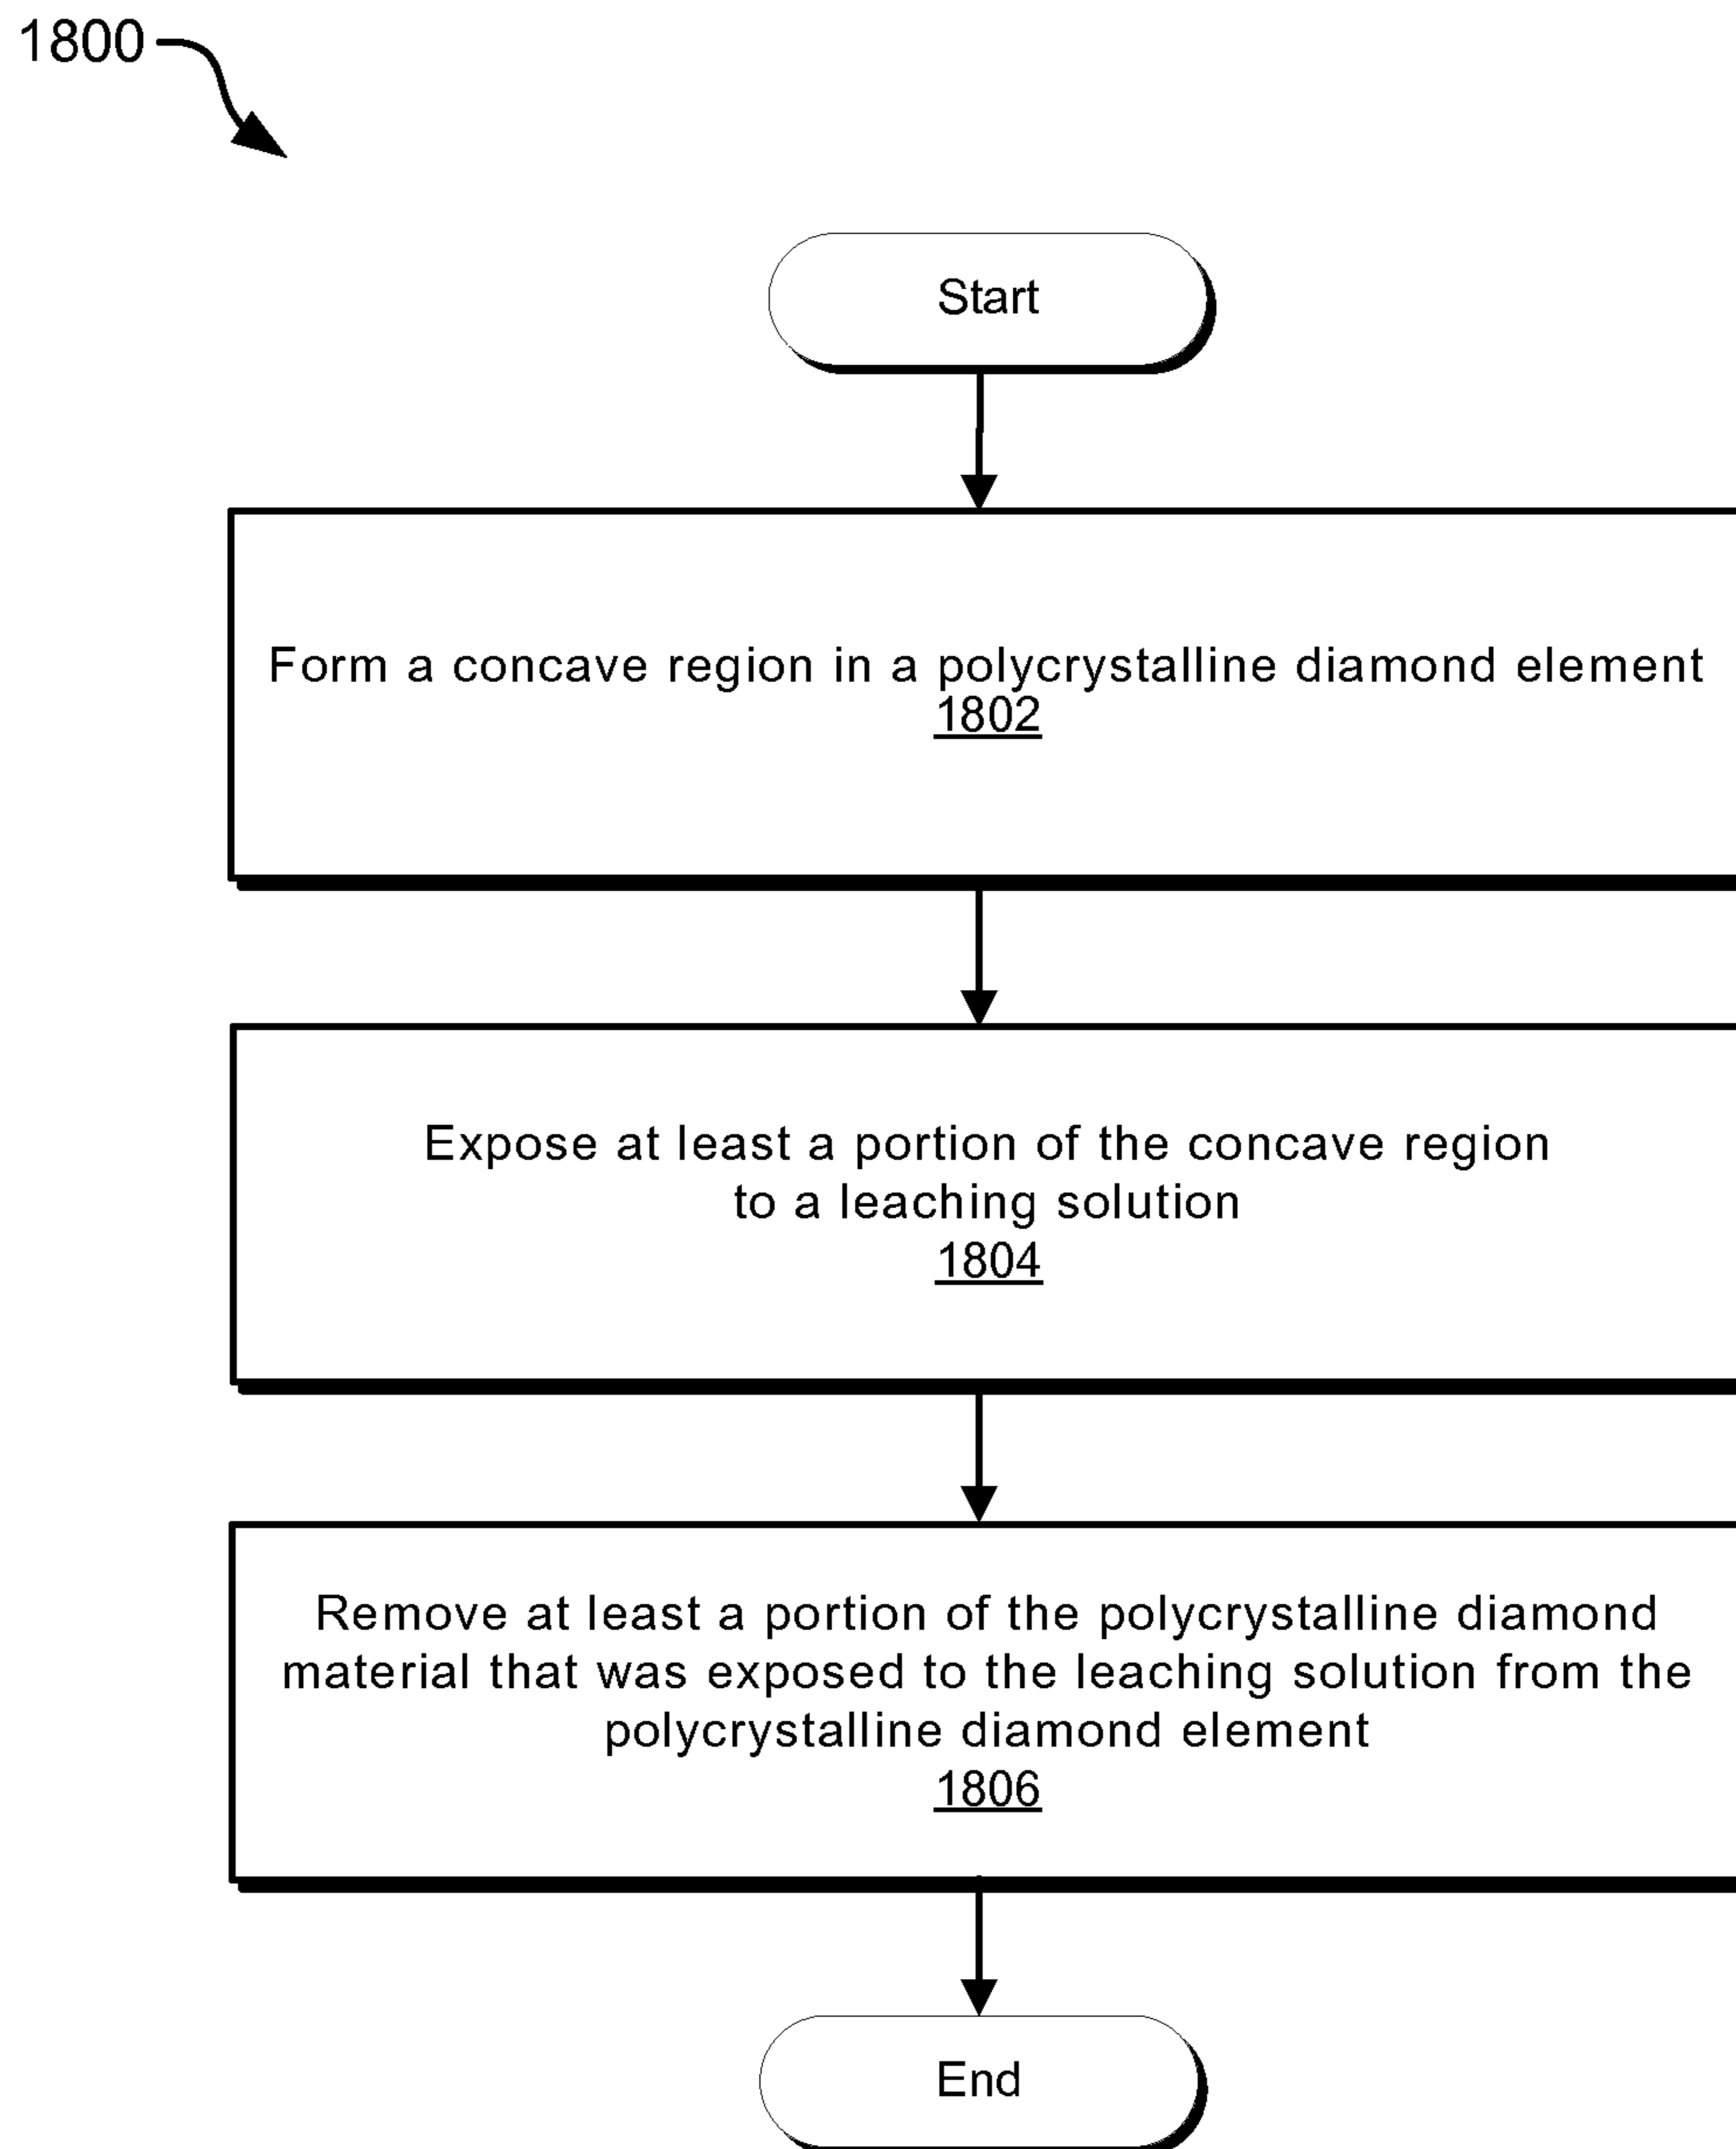 1800
Start
Form a concave region in a polycrystalline diamond element
1802
Expose at least a portion of the concave region
to a leaching solution
1804
Remove at least a portion of the polycrystalline diamond
material that was exposed to the leaching solution from the
polycrystalline diamond element
1806
End